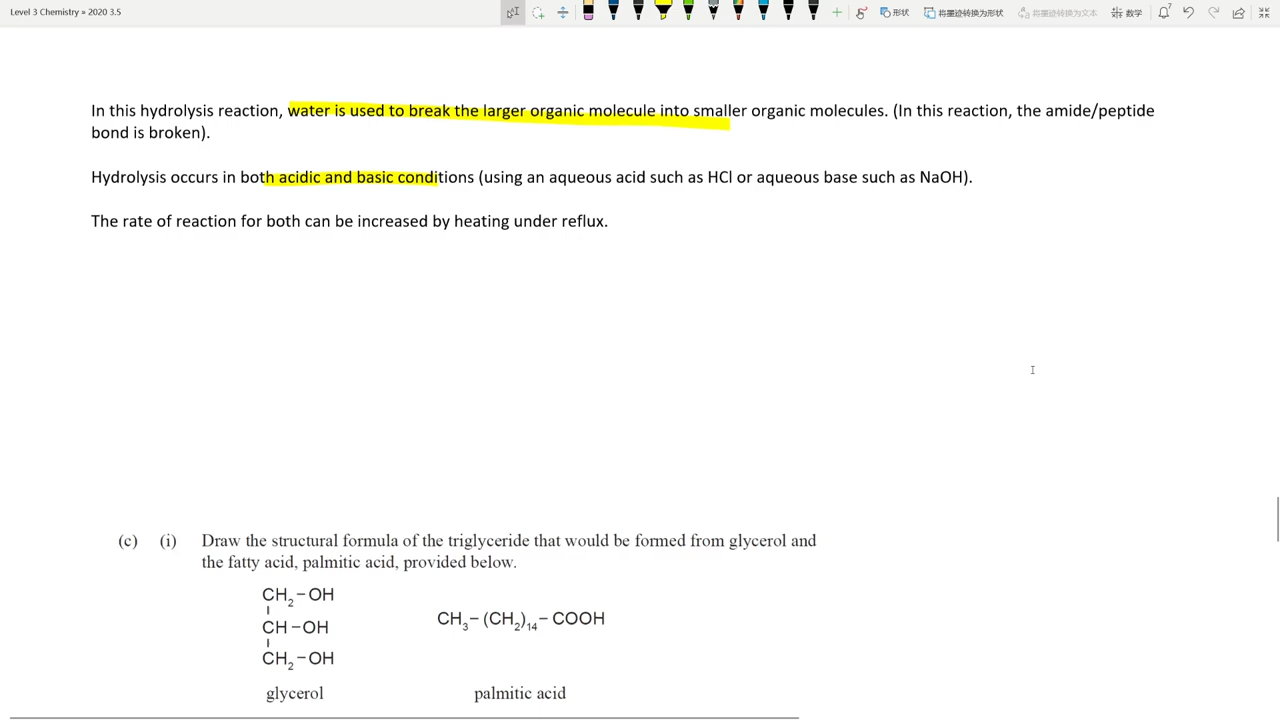 Level 3 Chemistry » 2020 3.5
形状
将墨迹转换为形状
将墨迹转换为文本
数学
7
In this hydrolysis reaction, water is used to break the larger organic molecule into smaller organic molecules. (In this reaction, the amide/peptide
bond is broken).
Hydrolysis occurs in both acidic and basic conditions (using an aqueous acid such as HCl or aqueous base such as NaOH).
The rate of reaction for both can be increased by heating under reflux.
(c) (i) Draw the structural formula of the triglyceride that would be formed from glycerol and
the fatty acid, palmitic acid, provided below.
CH₂–OH
CH–OH
CH₂–OH
CH₃–(CH₂)₁₄–COOH
glycerol
palmitic acid